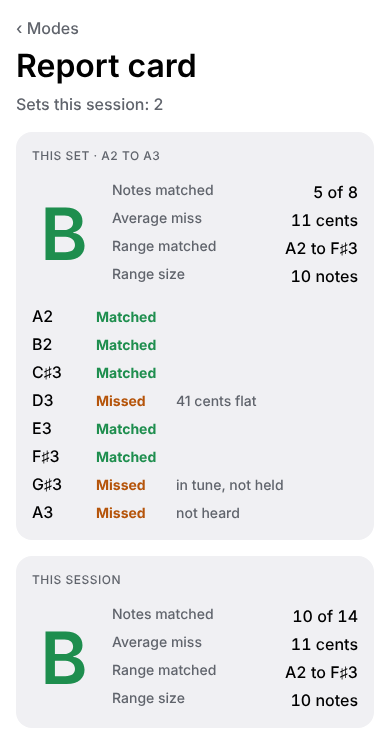 ‹ Modes
Report card
Sets this session: 2
THIS SET · A2 TO A3
B
Notes matched 5 of 8
Average miss 11 cents
Range matched A2 to F♯3
Range size 10 notes
A2 Matched
B2 Matched
C♯3 Matched
D3 Missed 41 cents flat
E3 Matched
F♯3 Matched
G♯3 Missed in tune, not held
A3 Missed not heard
THIS SESSION
B
Notes matched 10 of 14
Average miss 11 cents
Range matched A2 to F♯3
Range size 10 notes